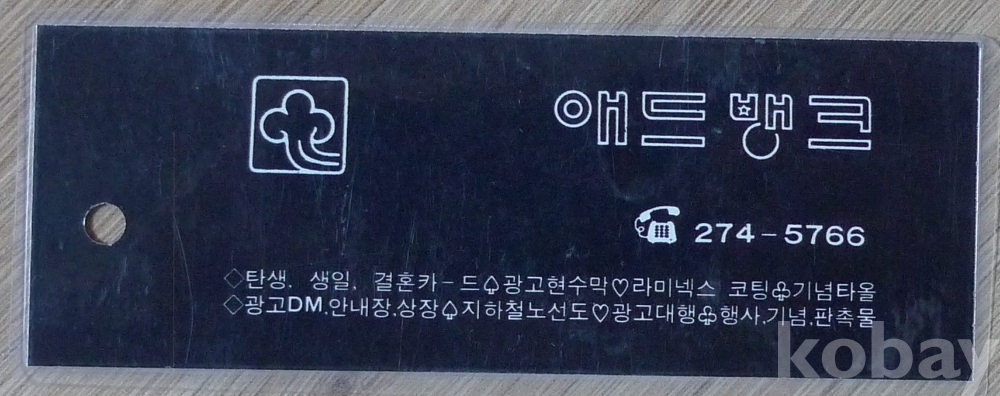 애드뱅크
274-5766
◇탄생. 생일. 결혼카-드♤광고현수막♡라미넥스 코팅♧기념타올
◇광고DM.안내장.상장♤지하철노선도♡광고대행♧행사.기념.판촉물
kobay